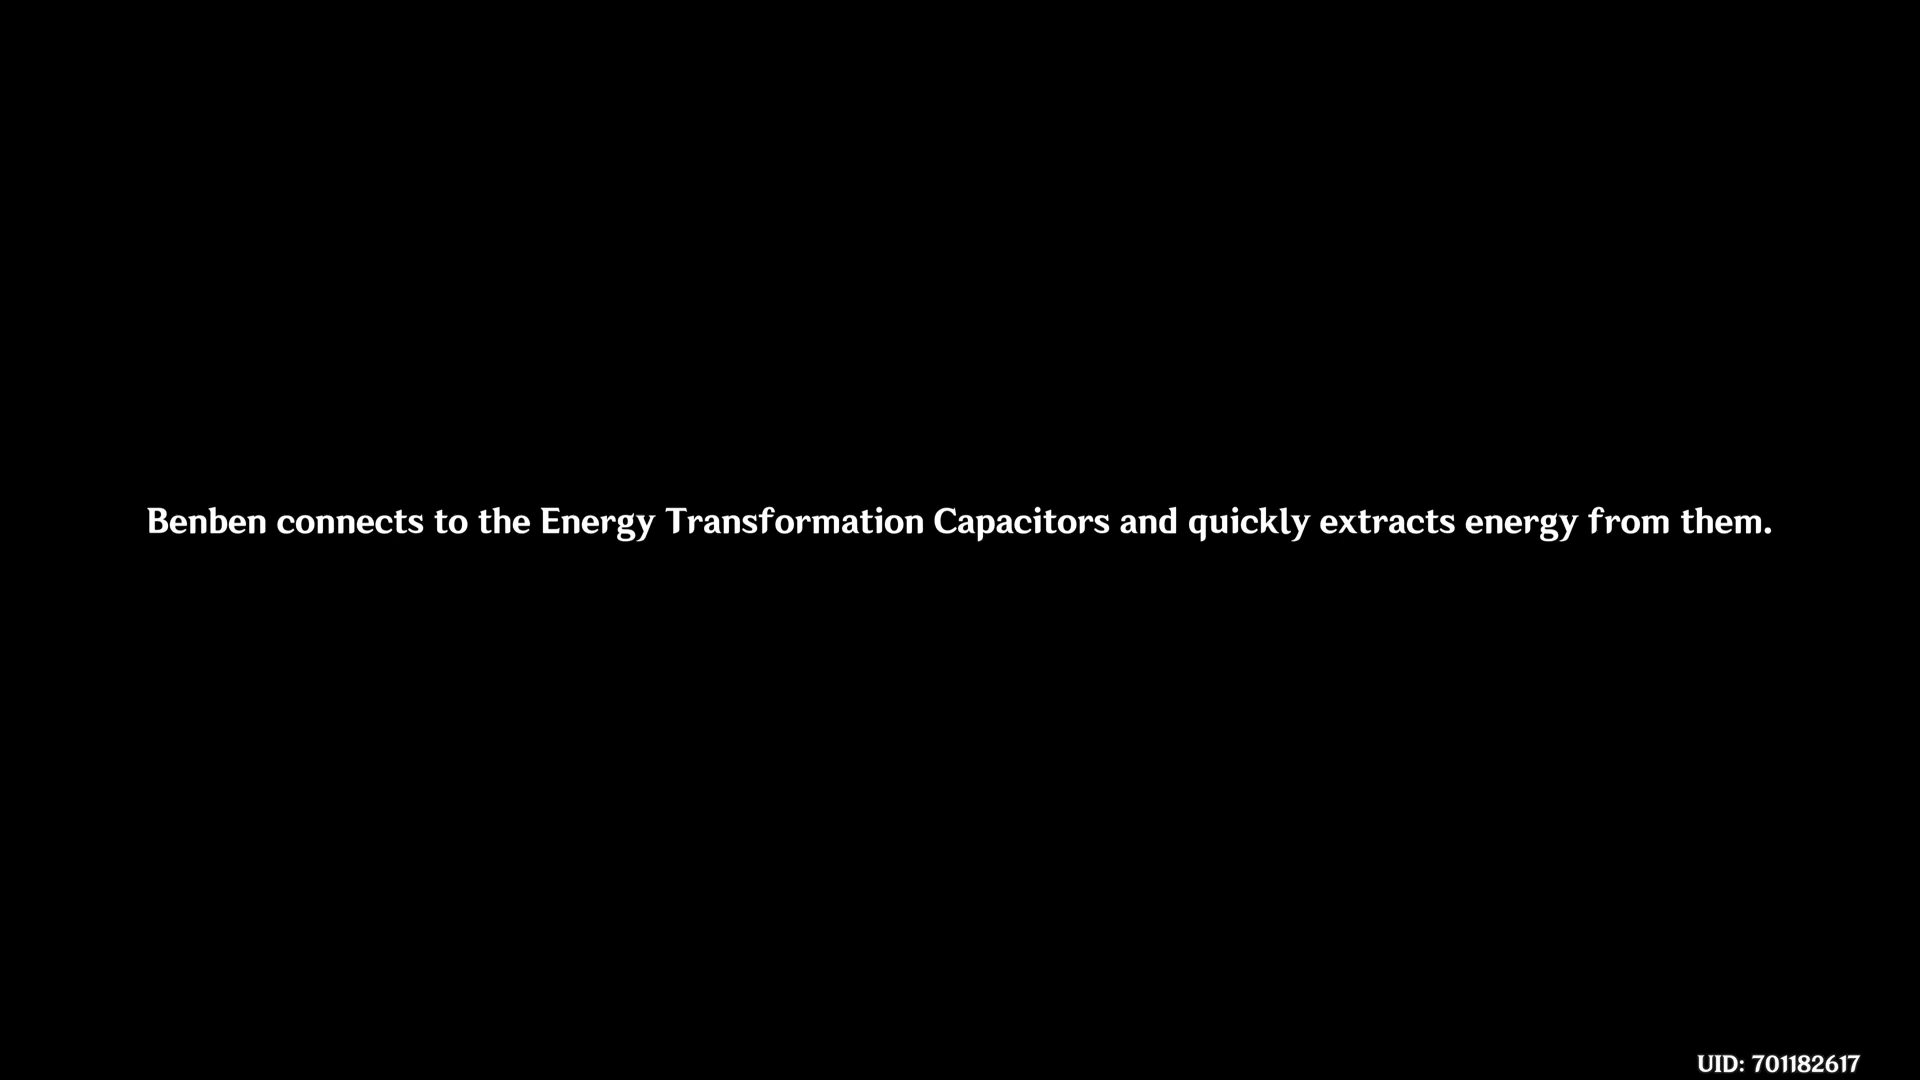 Benben connects to the Energy Transformation Capacitors and quickly extracts energy from them.
UID: 701182617